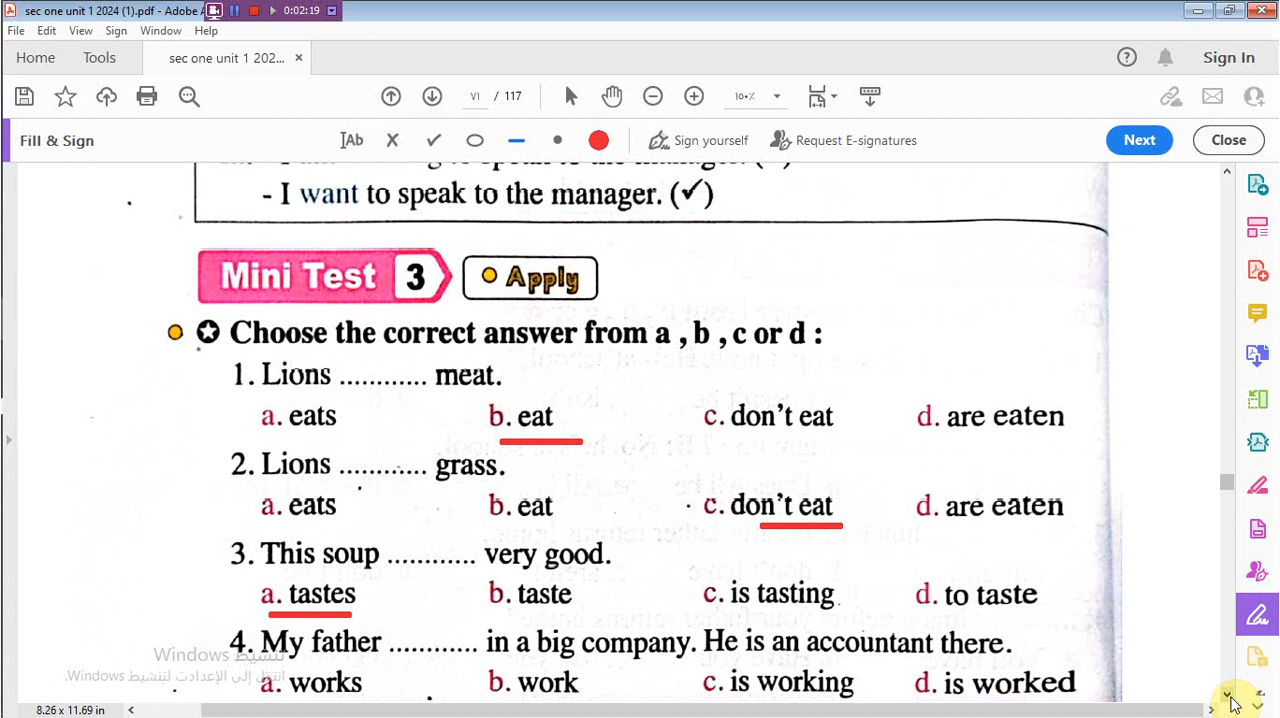 sec one unit 1 2024 (1).pdf - Adobe A
0:02:19
File Edit View Sign Window Help
Home Tools sec one unit 1 202... × Sign In
٧١ / 117 ١٥٠٪
Fill & Sign Ab Sign yourself Request E-signatures Next Close
- I want to speak to the manager. (✓)
Mini Test 3 Apply
Choose the correct answer from a , b , c or d :
1. Lions ............ meat.
a. eats b. eat c. don't eat d. are eaten
2. Lions ............ grass.
a. eats b. eat c. don't eat d. are eaten
3. This soup ............ very good.
a. tastes b. taste c. is tasting d. to taste
4. My father ............ in a big company. He is an accountant there.
تنشيط Windows
انتقل إلى الإعدادات لتنشيط Windows.
a. works b. work c. is working d. is worked
8.26 x 11.69 in